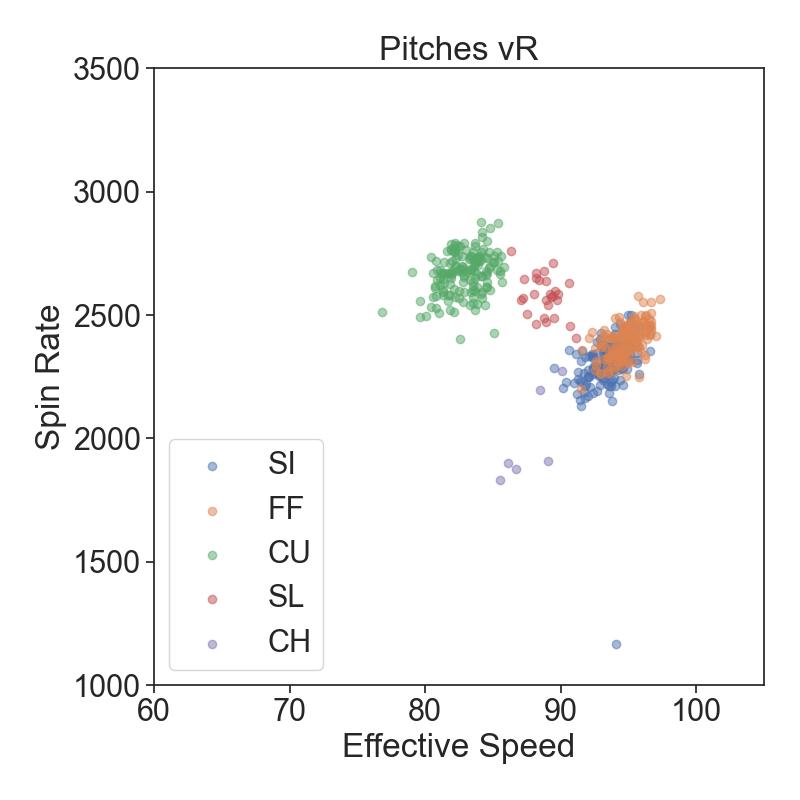 Pitches vR
3500
3000
2500
2000
1500
1000
Spin Rate
SI
FF
CU
SL
CH
60 70 80 90 100
Effective Speed